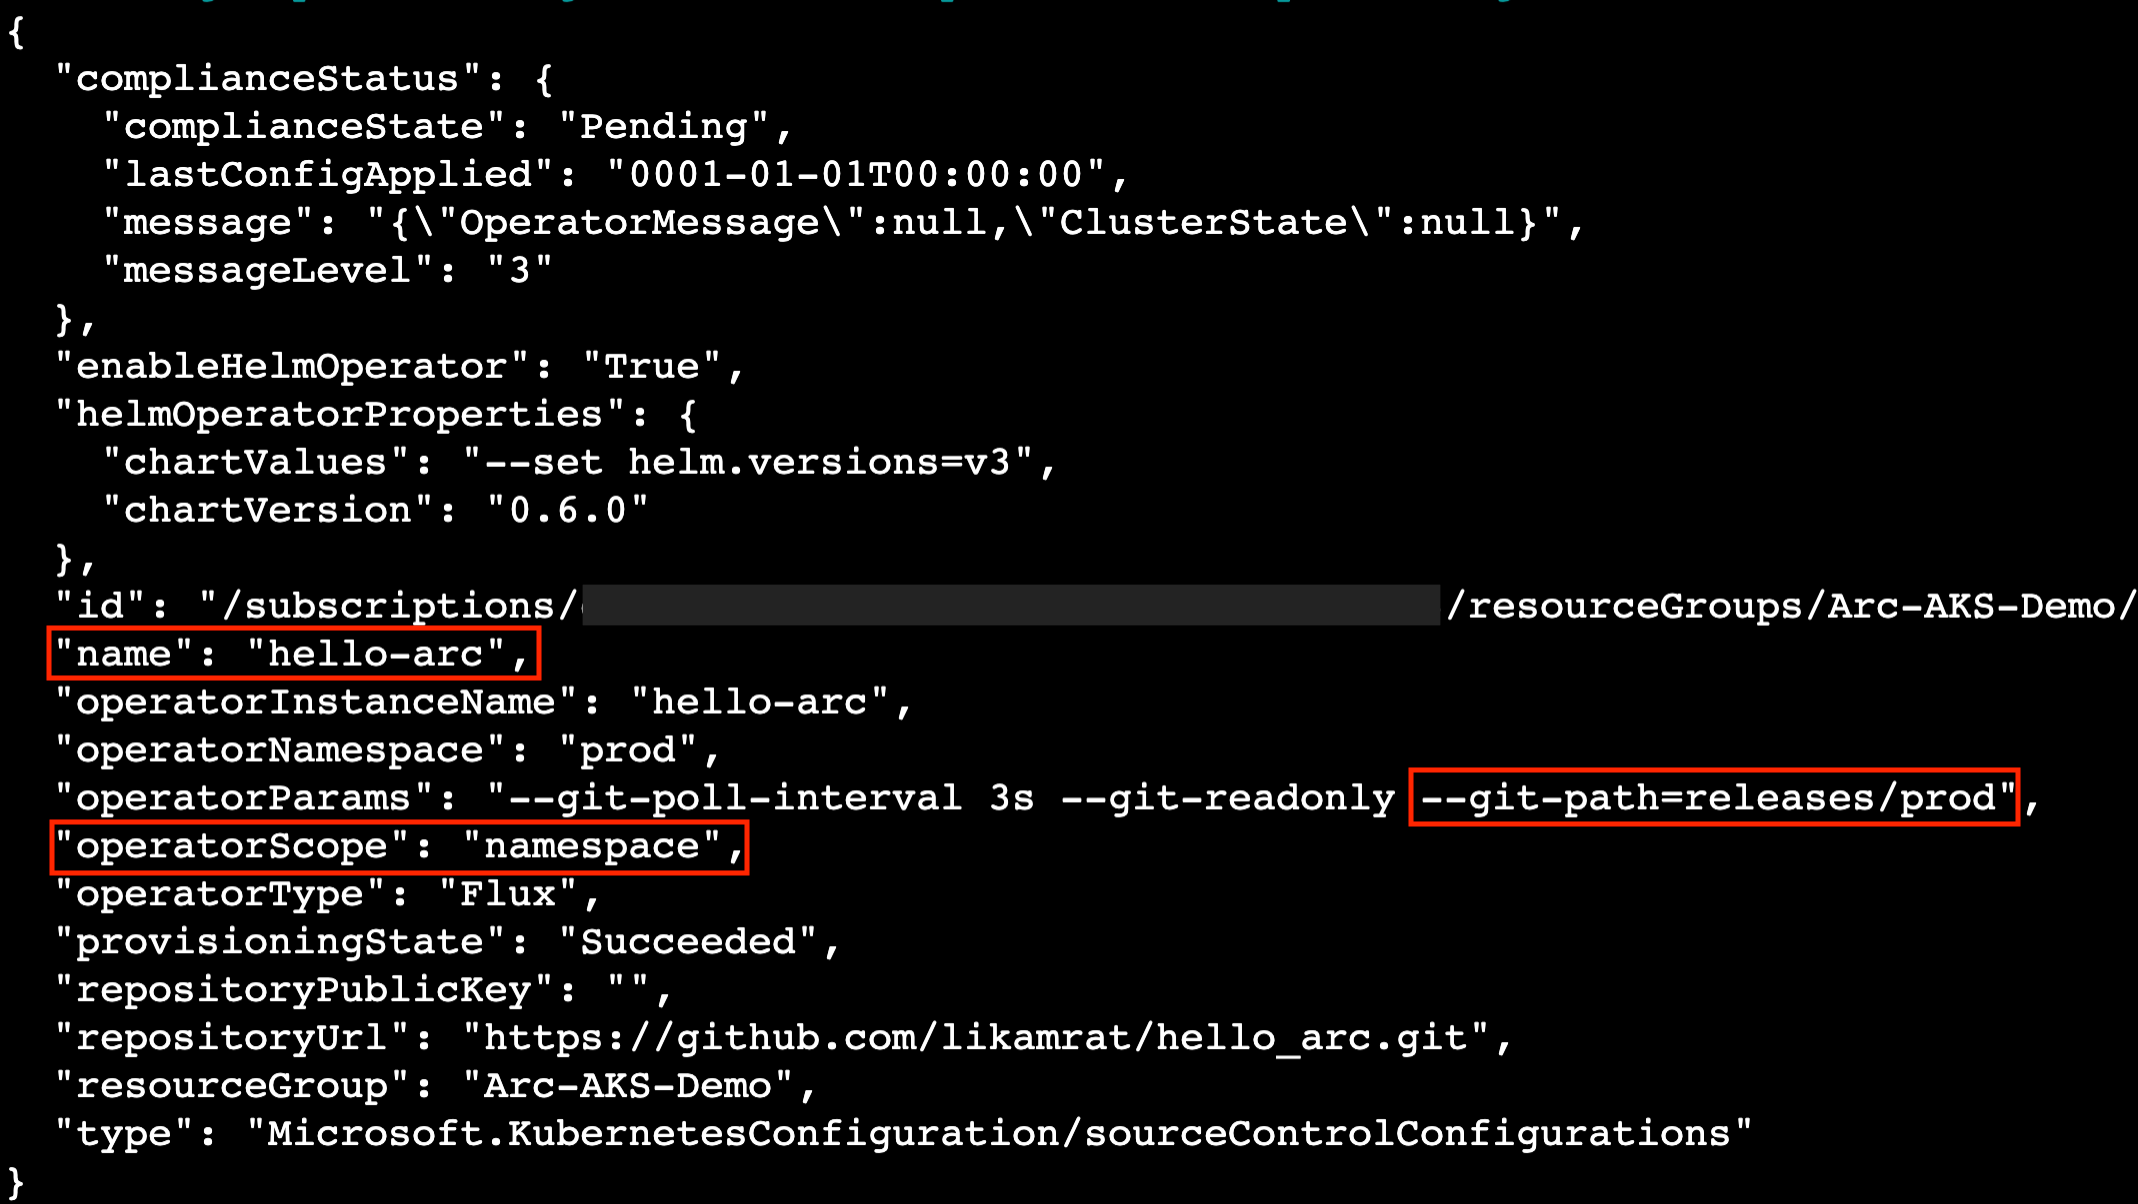 {
  "complianceStatus": {
    "complianceState": "Pending",
    "lastConfigApplied": "0001-01-01T00:00:00",
    "message": "{\"OperatorMessage\":null,\"ClusterState\":null}",
    "messageLevel": "3"
  },
  "enableHelmOperator": "True",
  "helmOperatorProperties": {
    "chartValues": "--set helm.versions=v3",
    "chartVersion": "0.6.0"
  },
  "id": "/subscriptions/ /resourceGroups/Arc-AKS-Demo/
  "name": "hello-arc",
  "operatorInstanceName": "hello-arc",
  "operatorNamespace": "prod",
  "operatorParams": "--git-poll-interval 3s --git-readonly --git-path=releases/prod",
  "operatorScope": "namespace",
  "operatorType": "Flux",
  "provisioningState": "Succeeded",
  "repositoryPublicKey": "",
  "repositoryUrl": "https://github.com/likamrat/hello_arc.git",
  "resourceGroup": "Arc-AKS-Demo",
  "type": "Microsoft.KubernetesConfiguration/sourceControlConfigurations"
}